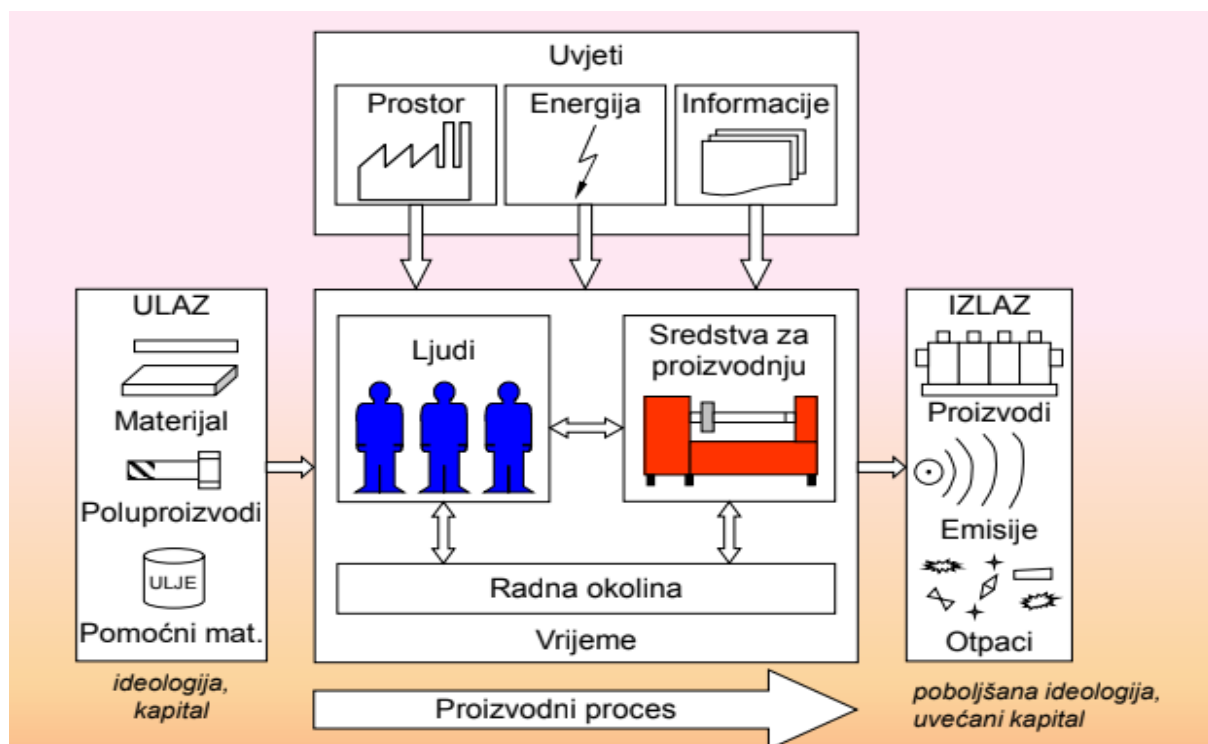 Uvjeti
Prostor
Energija
Informacije
ULAZ
Materijal
Poluproizvodi
ULJE
Pomoćni mat.
ideologija,
kapital
Ljudi
Sredstva za
proizvodnju
Radna okolina
Vrijeme
Proizvodni proces
IZLAZ
Proizvodi
Emisije
Otpaci
poboljšana ideologija,
uvećani kapital